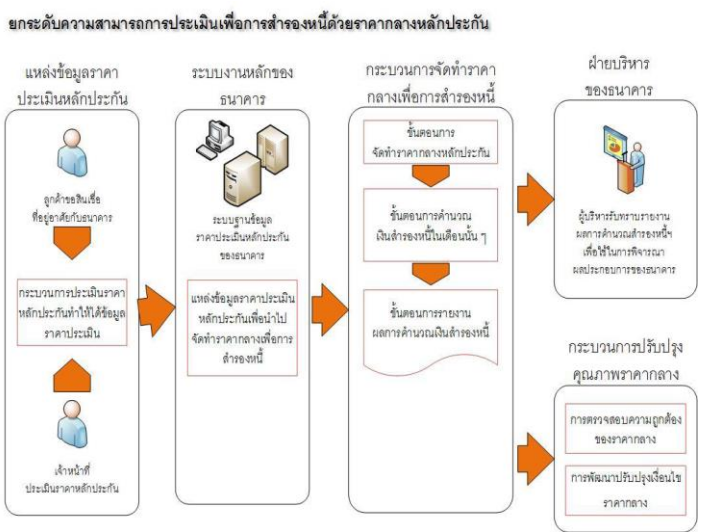 ยกระดับความสามารถการประเมินเพื่อการสำรองหนี้ด้วยราคากลางหลักประกัน
แหล่งข้อมูลราคา
ประเมินหลักประกัน
ลูกค้าขอสินเชื่อ
ที่อยู่อาศัยกับธนาคาร
กระบวนการประเมินราคา
หลักประกันทำให้ได้ข้อมูล
ราคาประเมิน
เจ้าหน้าที่
ประเมินราคาหลักประกัน
ระบบงานหลักของ
ธนาคาร
ระบบฐานข้อมูล
ราคาประเมินหลักประกัน
ของธนาคาร
แหล่งข้อมูลราคาประเมิน
หลักประกันเพื่อนำไป
จัดทำราคากลางเพื่อการ
สำรองหนี้
กระบวนการจัดทำราคา
กลางเพื่อการสำรองหนี้
ขั้นตอนการ
จัดทำราคากลางหลักประกัน
ขั้นตอนการคำนวณ
เงินสำรองหนี้ในเดือนนั้น ๆ
ขั้นตอนการรายงาน
ผลการคำนวณเงินสำรองหนี้
ฝ่ายบริหาร
ของธนาคาร
ผู้บริหารรับทราบรายงาน
ผลการคำนวณสำรองหนี้ฯ
เพื่อใช้ในการพิจารณา
ผลประกอบการของธนาคาร
กระบวนการปรับปรุง
คุณภาพราคากลาง
การตรวจสอบความถูกต้อง
ของราคากลาง
การพัฒนาปรับปรุงเงื่อนไข
ราคากลาง